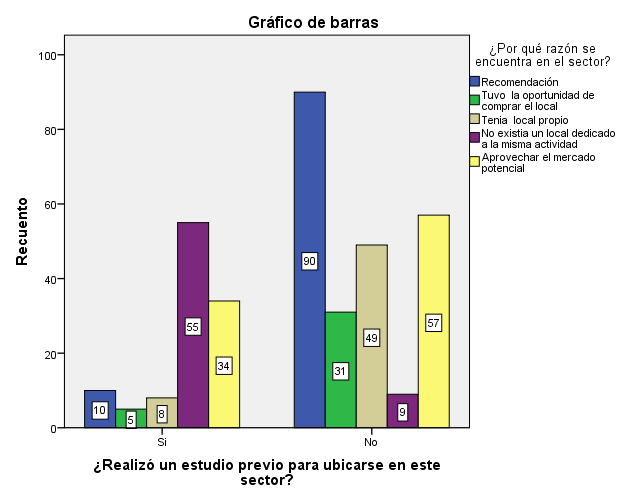 Gráfico de barras
¿Por qué razón se
encuentra en el sector?
Recomendación
Tuvo la oportunidad de
comprar el local
Tenia local propio
No existia un local dedicado
a la misma actividad
Aprovechar el mercado
potencial
Recuento
100
80
60
40
20
0
10
5
8
55
34
90
31
49
9
57
Si
No
¿Realizó un estudio previo para ubicarse en este
sector?